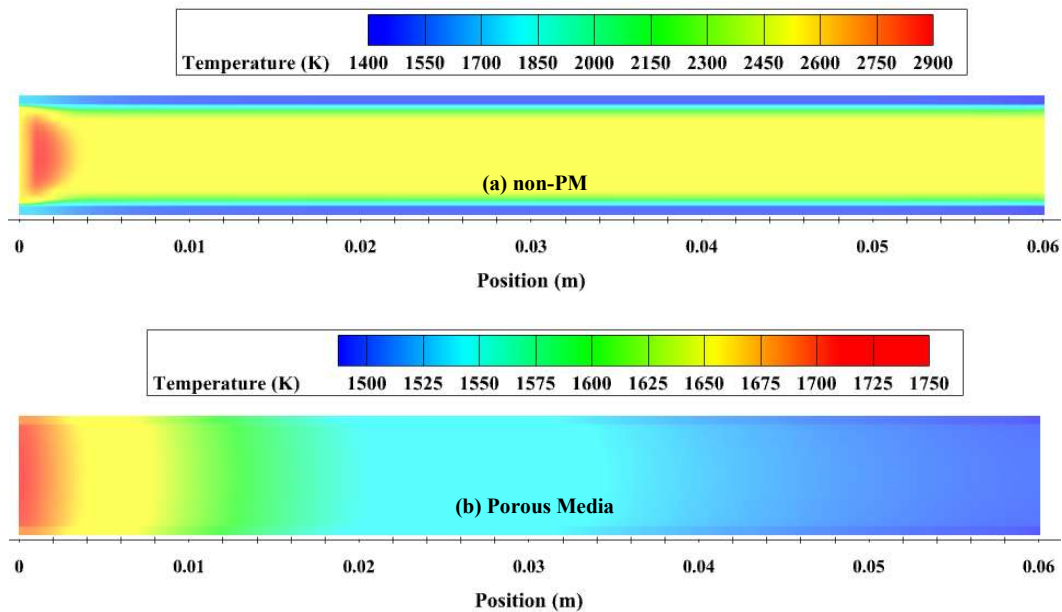 Temperature (K) 1400 1550 1700 1850 2000 2150 2300 2450 2600 2750 2900
(a) non-PM
0 0.01 0.02 0.03 0.04 0.05 0.06
Position (m)
Temperature (K) 1500 1525 1550 1575 1600 1625 1650 1675 1700 1725 1750
(b) Porous Media
0 0.01 0.02 0.03 0.04 0.05 0.06
Position (m)